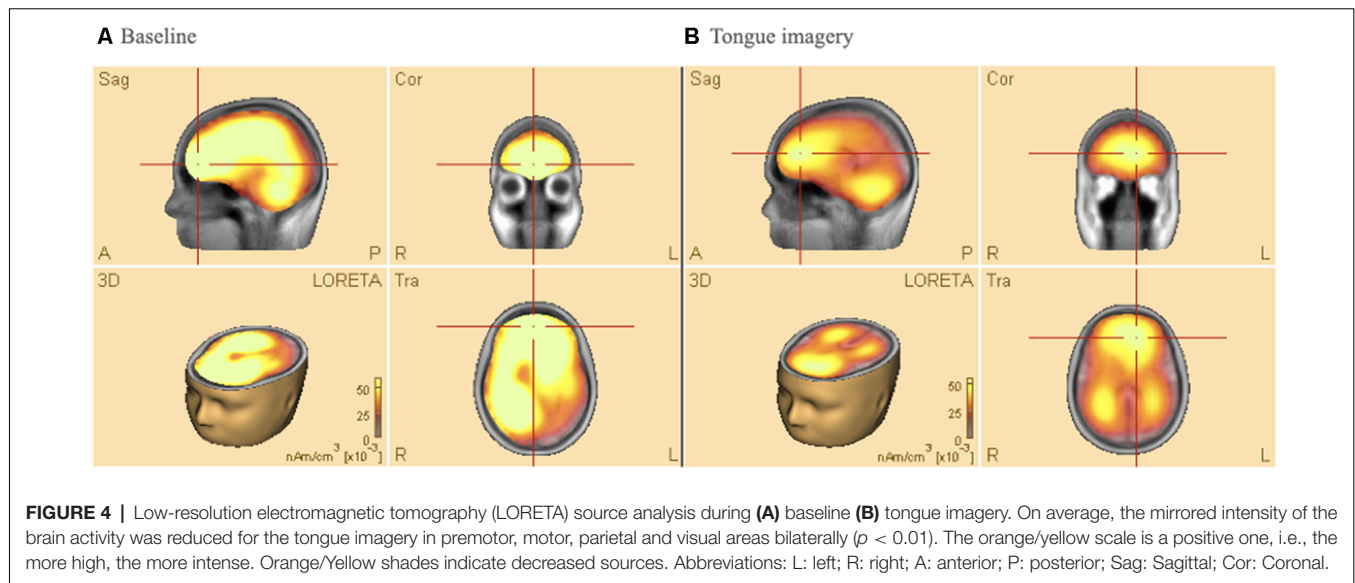 A Baseline
B Tongue imagery
Sag
Cor
Sag
Cor
A
P
R
L
A
P
R
L
3D
LORETA
Tra
3D
LORETA
Tra
50
25
0
nAm/cm³ [x10⁻³]
R
L
50
25
0
nAm/cm³ [x10⁻³]
R
L
FIGURE 4 | Low-resolution electromagnetic tomography (LORETA) source analysis during (A) baseline (B) tongue imagery. On average, the mirrored intensity of the
brain activity was reduced for the tongue imagery in premotor, motor, parietal and visual areas bilaterally (p < 0.01). The orange/yellow scale is a positive one, i.e., the
more high, the more intense. Orange/Yellow shades indicate decreased sources. Abbreviations: L: left; R: right; A: anterior; P: posterior; Sag: Sagittal; Cor: Coronal.